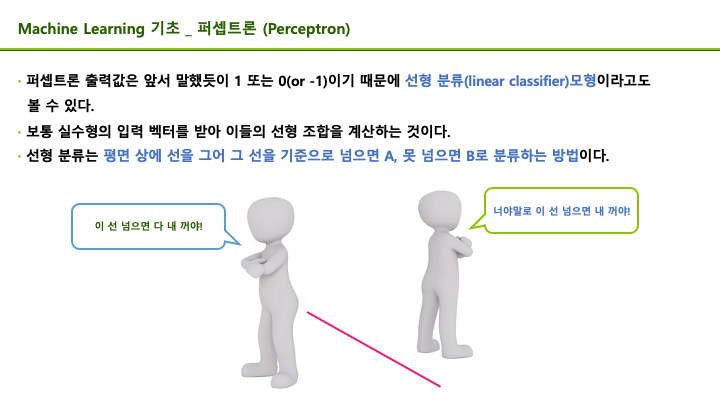 Machine Learning 기초 _ 퍼셉트론 (Perceptron)
· 퍼셉트론 출력값은 앞서 말했듯이 1 또는 0(or -1)이기 때문에 선형 분류(linear classifier)모형이라고도
볼 수 있다.
· 보통 실수형의 입력 벡터를 받아 이들의 선형 조합을 계산하는 것이다.
· 선형 분류는 평면 상에 선을 그어 그 선을 기준으로 넘으면 A, 못 넘으면 B로 분류하는 방법이다.
이 선 넘으면 다 내 꺼야!
너야말로 이 선 넘으면 내 꺼야!